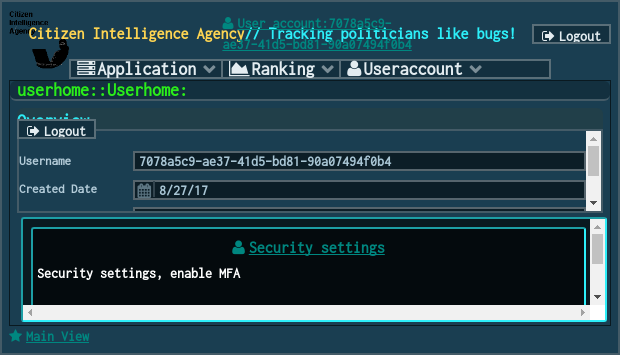 Citizen
Intelligence
Agency
User account:7078a5c9-
ae37-41d5-bd81-90a07494f0b4
Citizen Intelligence Agency// Tracking politicians like bugs!
Logout
Application
Ranking
Useraccount
userhome::Userhome:
Overview
Logout
Username
7078a5c9-ae37-41d5-bd81-90a07494f0b4
Created Date
8/27/17
Security settings
Security settings, enable MFA
Main View